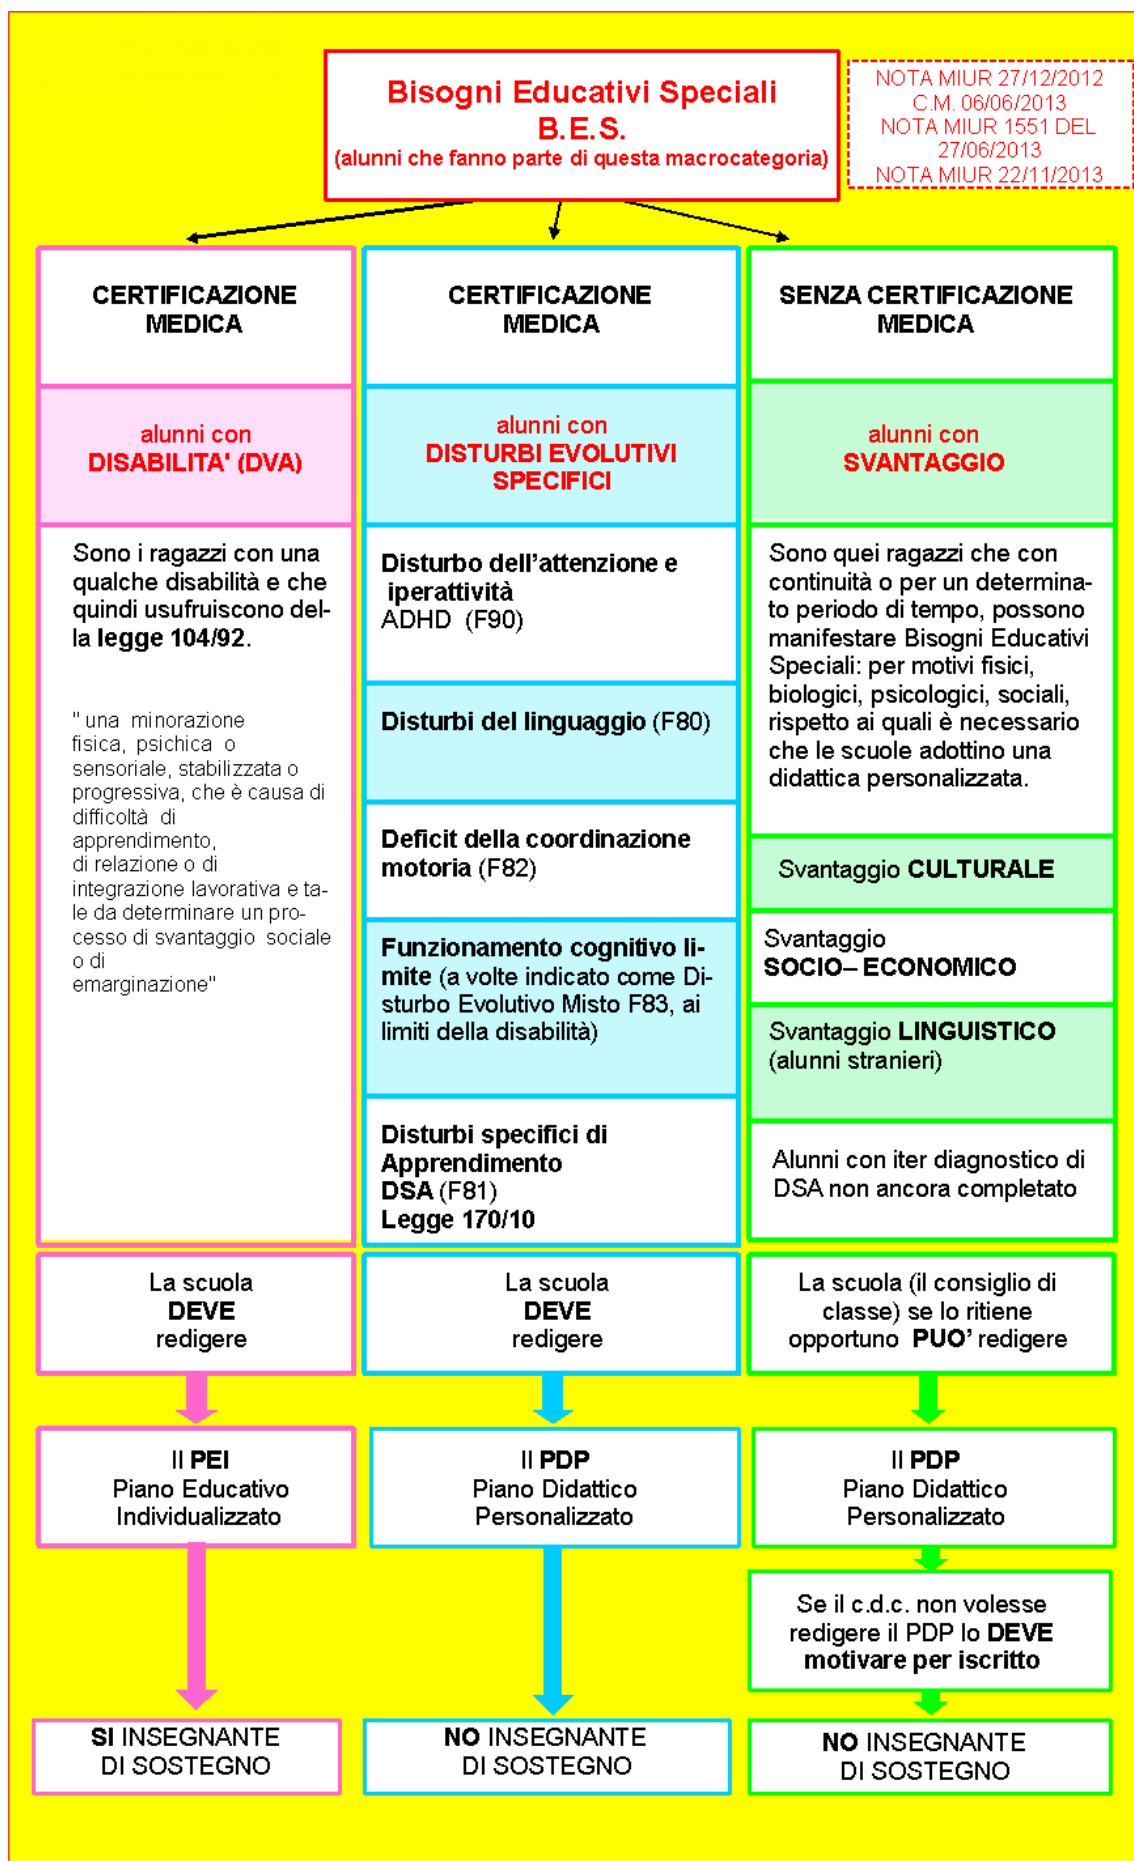 Bisogni Educativi Speciali
B.E.S.
(alunni che fanno parte di questa macrocategoria)
NOTA MIUR 27/12/2012
C.M. 06/06/2013
NOTA MIUR 1551 DEL
27/06/2013
NOTA MIUR 22/11/2013
CERTIFICAZIONE
MEDICA
alunni con
DISABILITA' (DVA)
Sono i ragazzi con una
qualche disabilità e che
quindi usufruiscono del-
la legge 104/92.
" una minorazione
fisica, psichica o
sensoriale, stabilizzata o
progressiva, che è causa di
difficoltà di
apprendimento,
di relazione o di
integrazione lavorativa e ta-
le da determinare un pro-
cesso di svantaggio sociale
o di
emarginazione"
La scuola
DEVE
redigere
Il PEI
Piano Educativo
Individualizzato
SI INSEGNANTE
DI SOSTEGNO
CERTIFICAZIONE
MEDICA
alunni con
DISTURBI EVOLUTIVI
SPECIFICI
Disturbo dell'attenzione e
iperattività
ADHD (F90)
Disturbi del linguaggio (F80)
Deficit della coordinazione
motoria (F82)
Funzionamento cognitivo li-
mite (a volte indicato come Di-
sturbo Evolutivo Misto F83, ai
limiti della disabilità)
Disturbi specifici di
Apprendimento
DSA (F81)
Legge 170/10
La scuola
DEVE
redigere
Il PDP
Piano Didattico
Personalizzato
NO INSEGNANTE
DI SOSTEGNO
SENZA CERTIFICAZIONE
MEDICA
alunni con
SVANTAGGIO
Sono quei ragazzi che con
continuità o per un determina-
to periodo di tempo, possono
manifestare Bisogni Educativi
Speciali: per motivi fisici,
biologici, psicologici, sociali,
rispetto ai quali è necessario
che le scuole adottino una
didattica personalizzata.
Svantaggio CULTURALE
Svantaggio
SOCIO– ECONOMICO
Svantaggio LINGUISTICO
(alunni stranieri)
Alunni con iter diagnostico di
DSA non ancora completato
La scuola (il consiglio di
classe) se lo ritiene
opportuno PUO' redigere
Il PDP
Piano Didattico
Personalizzato
Se il c.d.c. non volesse
redigere il PDP lo DEVE
motivare per iscritto
NO INSEGNANTE
DI SOSTEGNO